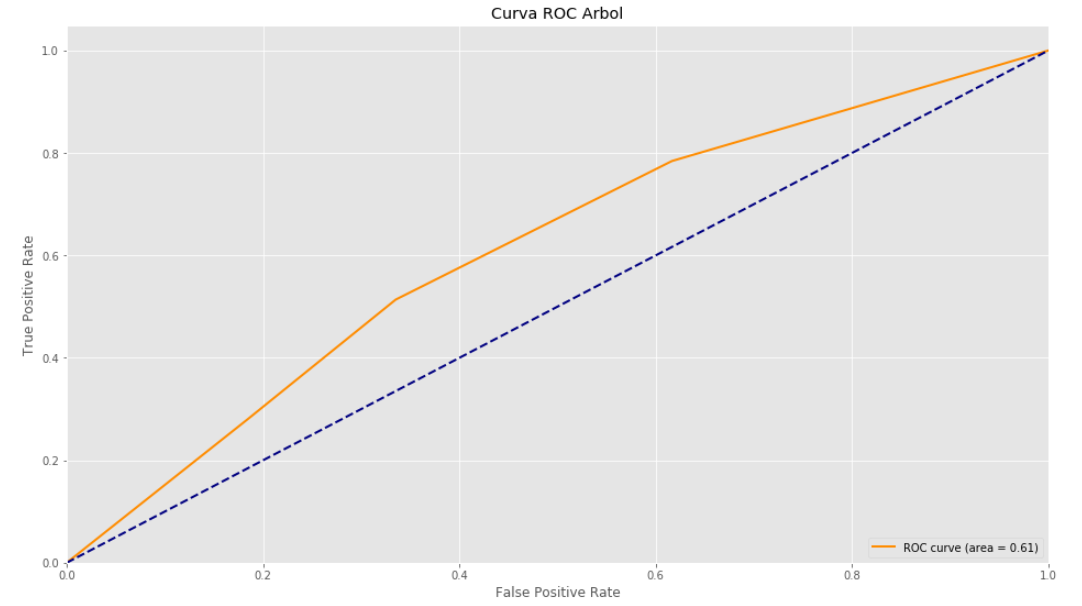 Curva ROC Arbol
True Positive Rate
1.0
0.8
0.6
0.4
0.2
0.0
0.0 0.2 0.4 0.6 0.8 1.0
False Positive Rate
ROC curve (area = 0.61)